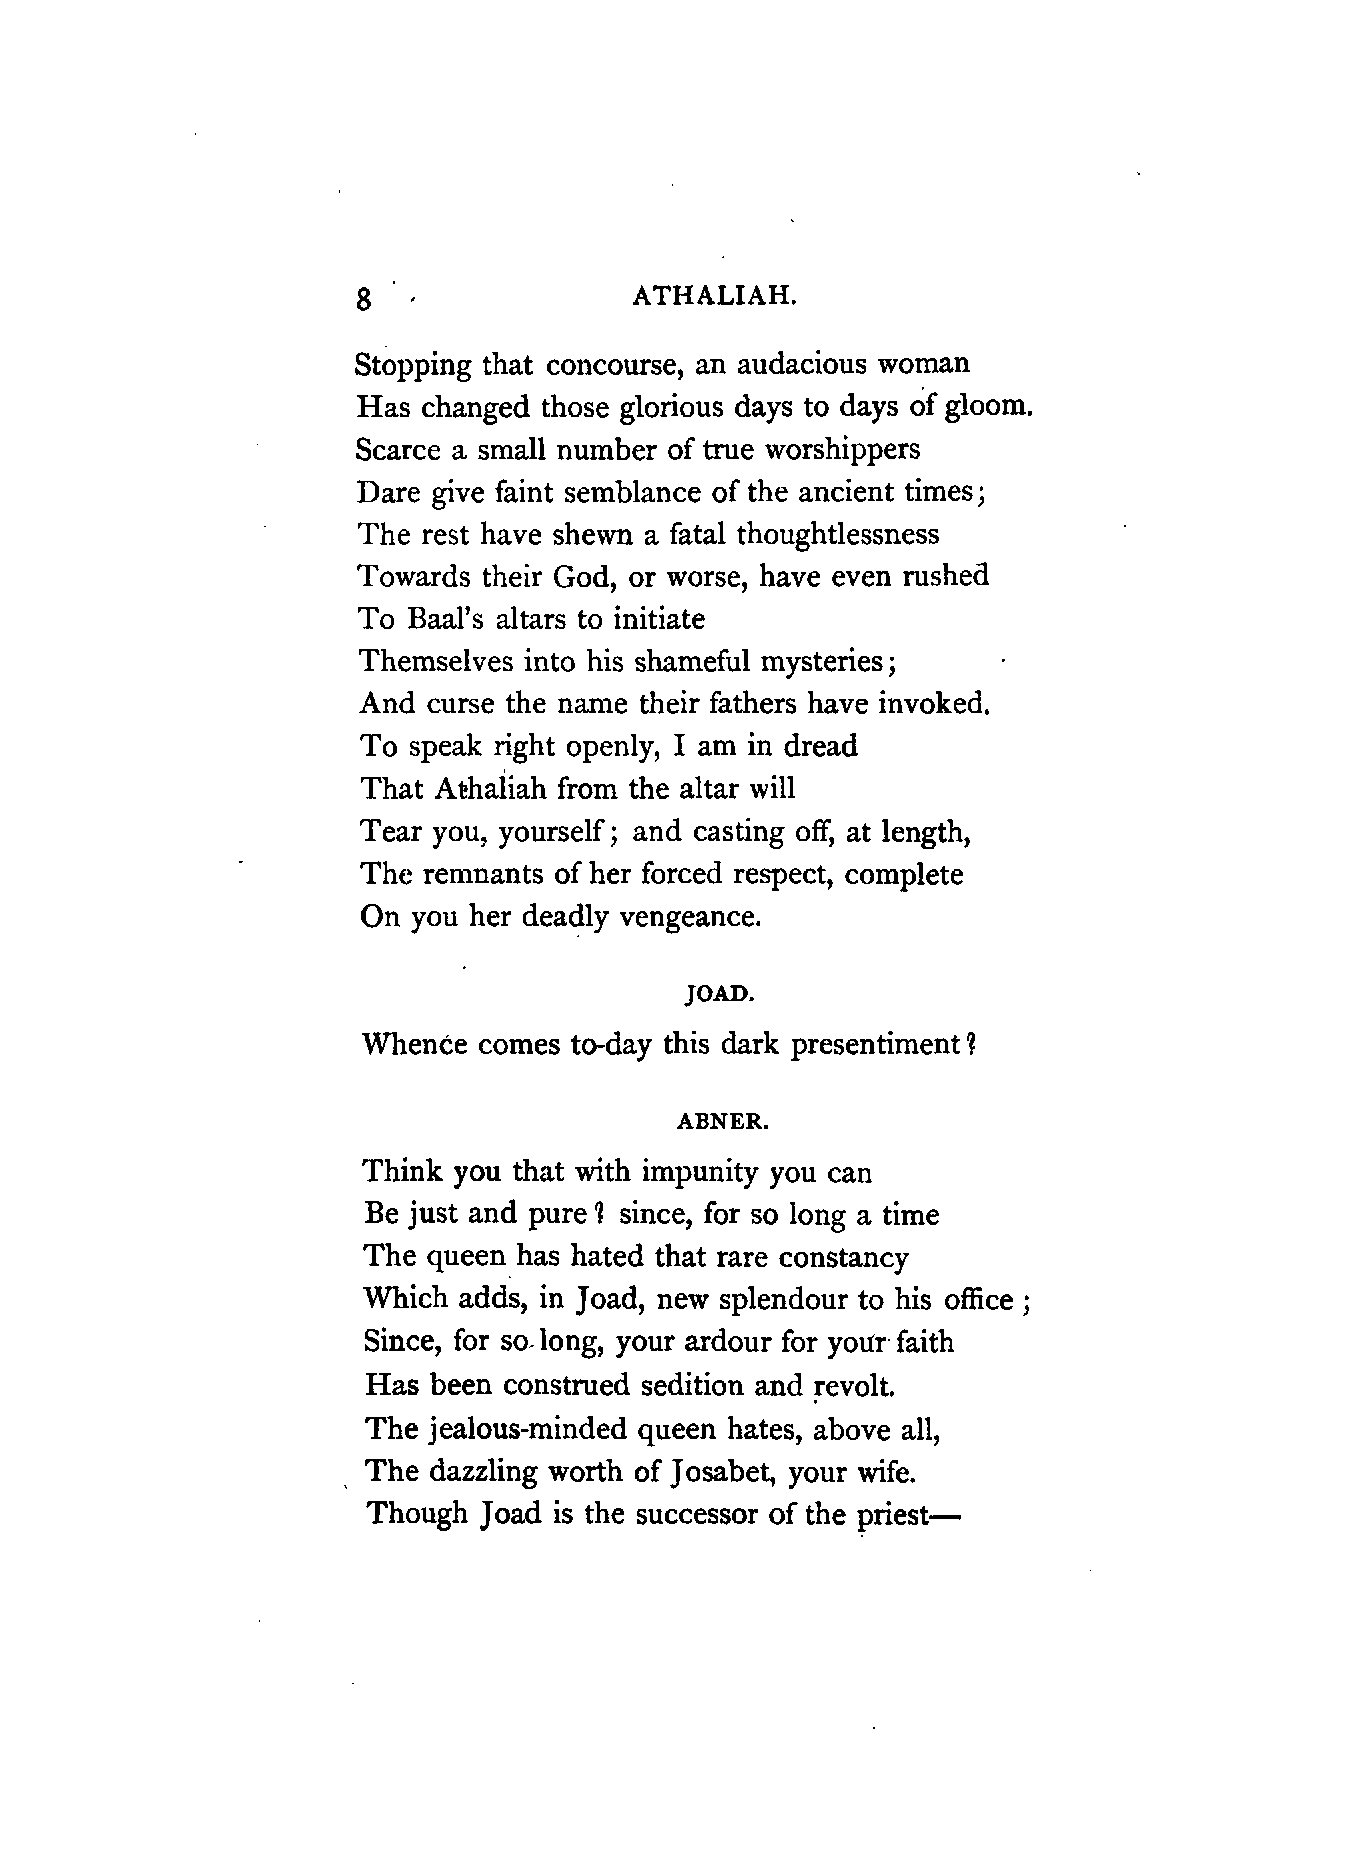 8 ATHALIAH.
Stopping that concourse, an audacious woman
Has changed those glorious days to days of gloom.
Scarce a small number of true worshippers
Dare give faint semblance of the ancient times;
The rest have shewn a fatal thoughtlessness
Towards their God, or worse, have even rushed
To Baal's altars to initiate
Themselves into his shameful mysteries;
And curse the name their fathers have invoked.
To speak right openly, I am in dread
That Athaliah from the altar will
Tear you, yourself; and casting off, at length,
The remnants of her forced respect, complete
On you her deadly vengeance.
JOAD.
Whence comes to-day this dark presentiment?
ABNER.
Think you that with impunity you can
Be just and pure? since, for so long a time
The queen has hated that rare constancy
Which adds, in Joad, new splendour to his office;
Since, for so long, your ardour for your faith
Has been construed sedition and revolt.
The jealous-minded queen hates, above all,
The dazzling worth of Josabet, your wife.
Though Joad is the successor of the priest—